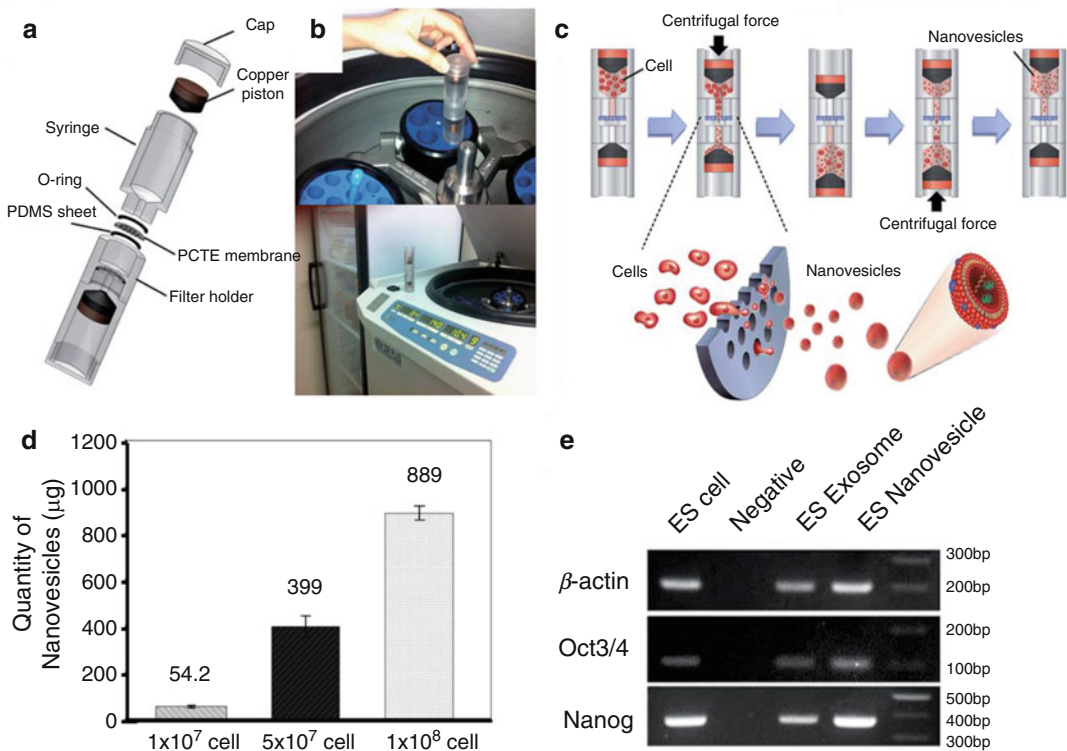 a
Cap
Copper
piston
Syringe
O-ring
PDMS sheet
PCTE membrane
Filter holder
b
c
Centrifugal force
Cell
Nanovesicles
Centrifugal force
Cells
Nanovesicles
d
Quantity of
Nanovesicles (µg)
1200
1000
800
600
400
200
0
54.2
399
889
1x10⁷ cell
5x10⁷ cell
1x10⁸ cell
e
ES cell
Negative
ES Exosome
ES Nanovesicle
β-actin
300bp
200bp
Oct3/4
200bp
100bp
Nanog
500bp
400bp
300bp